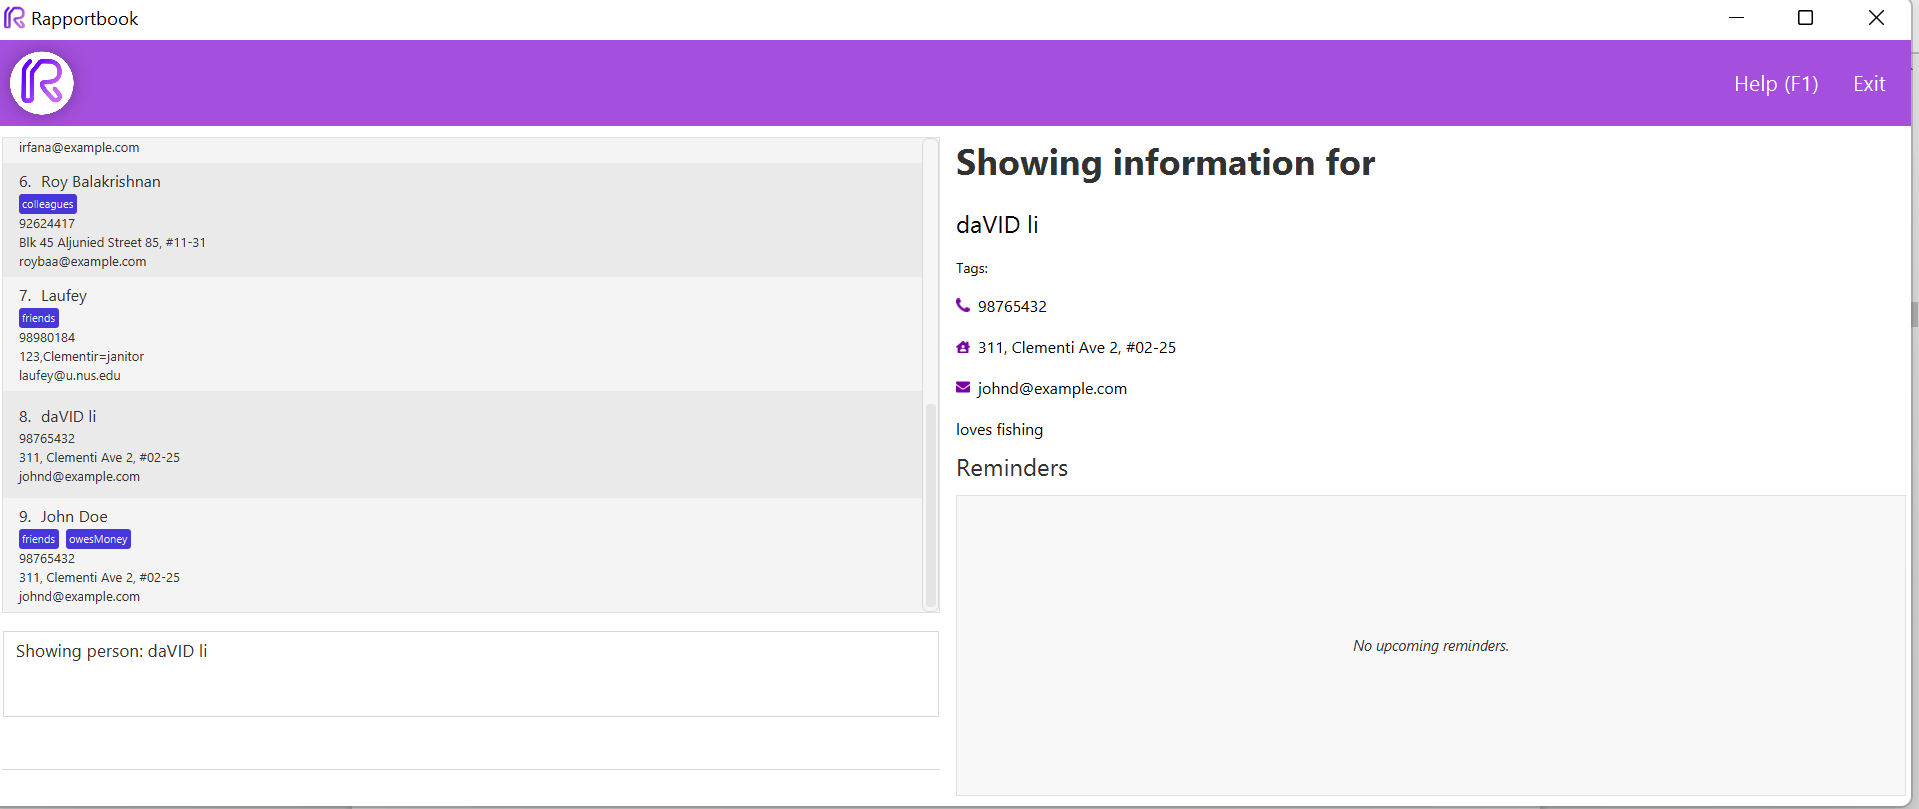 Rapportbook
Help (F1) Exit
irfana@example.com
6. Roy Balakrishnan
colleagues
92624417
Blk 45 Aljunied Street 85, #11-31
roybaa@example.com
7. Laufey
friends
98980184
123,Clementir=janitor
laufey@u.nus.edu
8. daVID li
98765432
311, Clementi Ave 2, #02-25
johnd@example.com
9. John Doe
friends owesMoney
98765432
311, Clementi Ave 2, #02-25
johnd@example.com
Showing person: daVID li
Showing information for
daVID li
Tags:
98765432
311, Clementi Ave 2, #02-25
johnd@example.com
loves fishing
Reminders
No upcoming reminders.